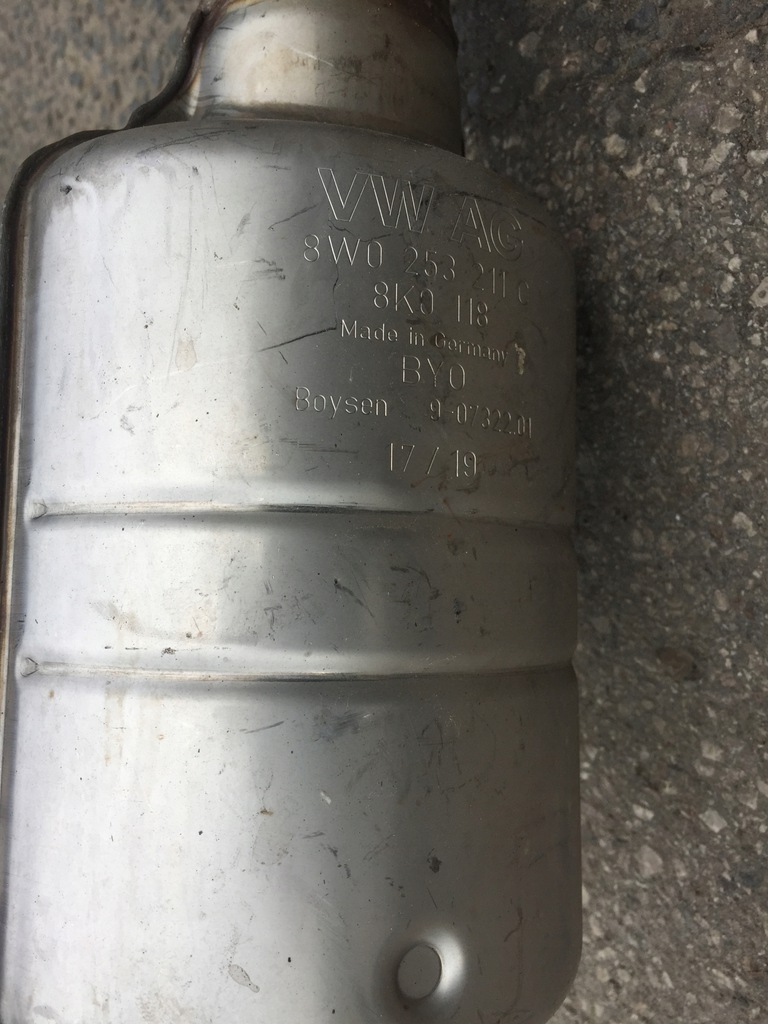 VW AG
8W0 253 211 C
8K0 118
Made in Germany
BYO
Boysen 9-07322.01
17 / 19